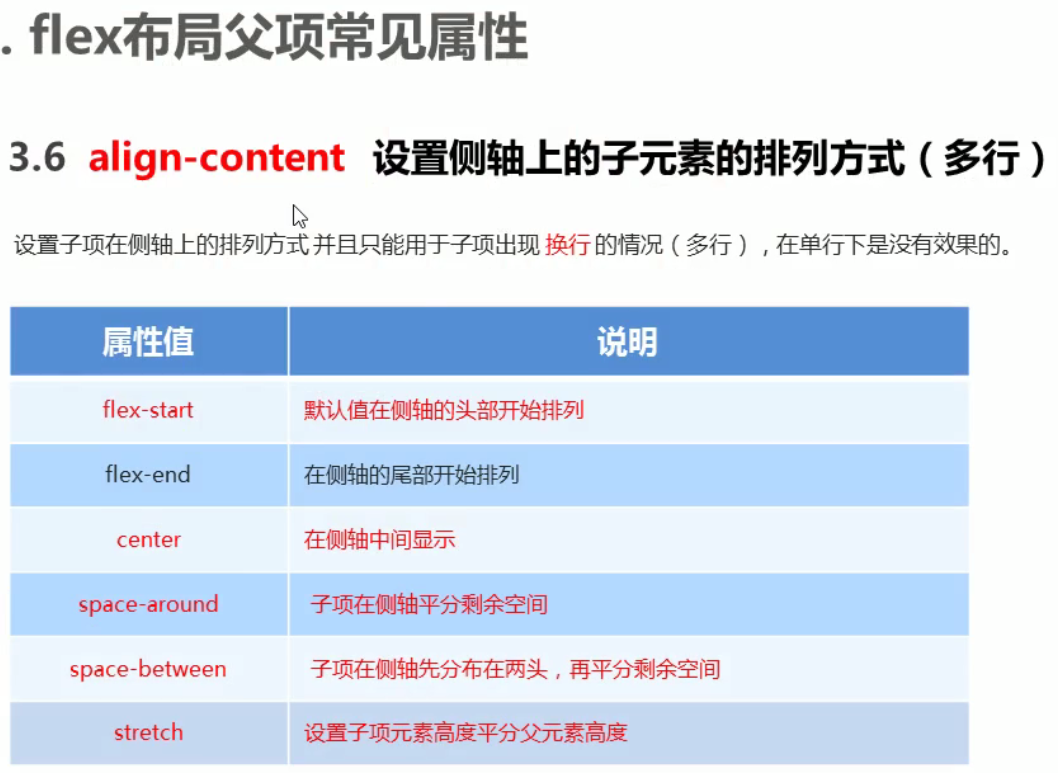 . flex布局父项常见属性
3.6 align-content 设置侧轴上的子元素的排列方式（多行）
设置子项在侧轴上的排列方式 并且只能用于子项出现 换行 的情况（多行），在单行下是没有效果的。
属性值 说明
flex-start 默认值在侧轴的头部开始排列
flex-end 在侧轴的尾部开始排列
center 在侧轴中间显示
space-around 子项在侧轴平分剩余空间
space-between 子项在侧轴先分布在两头，再平分剩余空间
stretch 设置子项元素高度平分父元素高度